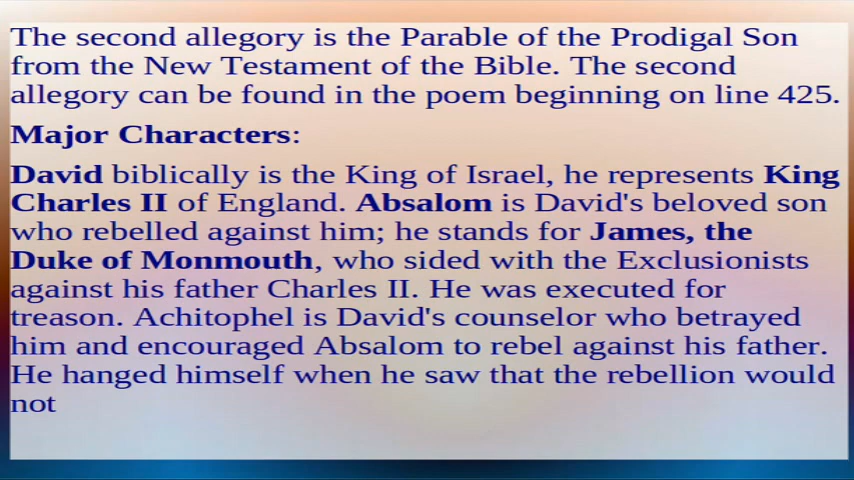 The second allegory is the Parable of the Prodigal Son
from the New Testament of the Bible. The second
allegory can be found in the poem beginning on line 425.
Major Characters:
David biblically is the King of Israel, he represents King
Charles II of England. Absalom is David's beloved son
who rebelled against him; he stands for James, the
Duke of Monmouth, who sided with the Exclusionists
against his father Charles II. He was executed for
treason. Achitophel is David's counselor who betrayed
him and encouraged Absalom to rebel against his father.
He hanged himself when he saw that the rebellion would
not